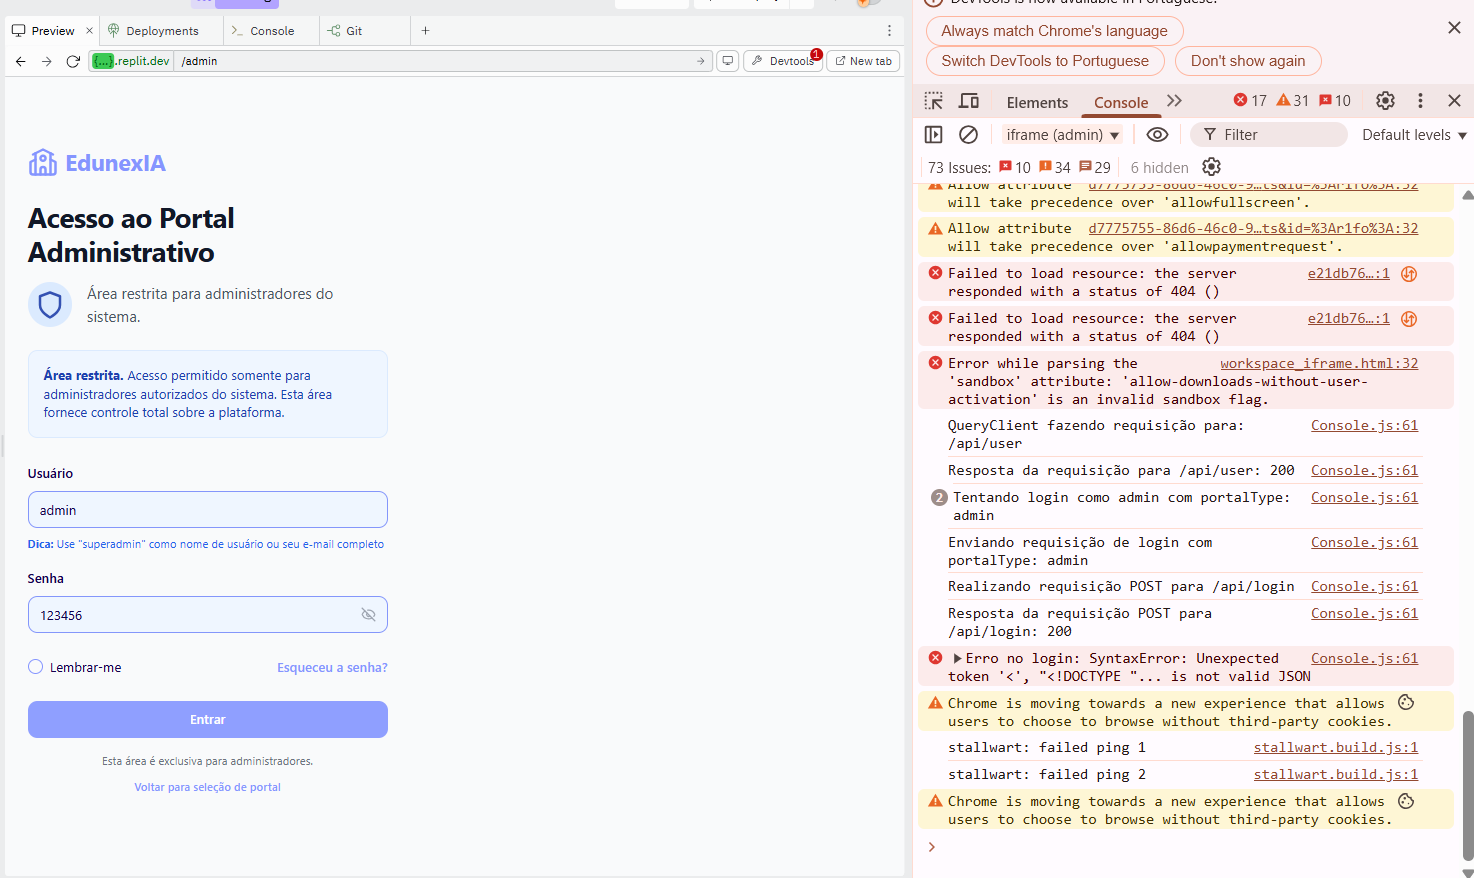 Preview
Deployments
Console
Git
{...}.replit.dev
/admin
Devtools
1
New tab
EdunexIA
Acesso ao Portal
Administrativo
Área restrita para administradores do
sistema.
Área restrita. Acesso permitido somente para
administradores autorizados do sistema. Esta área
fornece controle total sobre a plataforma.
Usuário
admin
Dica: Use "superadmin" como nome de usuário ou seu e-mail completo
Senha
123456
Lembrar-me
Esqueceu a senha?
Entrar
Esta área é exclusiva para administradores.
Voltar para seleção de portal
DevTools is now available in Portuguese!
Always match Chrome's language
Switch DevTools to Portuguese
Don't show again
Elements
Console
17
31
10
iframe (admin)
Filter
Default levels
73 Issues:
10
34
29
6 hidden
Allow attribute d7775755-86d6-46c0-9…ts&id=%3Ar1fo%3A:32
will take precedence over 'allowfullscreen'.
Allow attribute d7775755-86d6-46c0-9…ts&id=%3Ar1fo%3A:32
will take precedence over 'allowpaymentrequest'.
Failed to load resource: the server e21db76…:1
responded with a status of 404 ()
Failed to load resource: the server e21db76…:1
responded with a status of 404 ()
Error while parsing the workspace_iframe.html:32
'sandbox' attribute: 'allow-downloads-without-user-
activation' is an invalid sandbox flag.
QueryClient fazendo requisição para: Console.js:61
/api/user
Resposta da requisição para /api/user: 200 Console.js:61
2 Tentando login como admin com portalType: Console.js:61
admin
Enviando requisição de login com Console.js:61
portalType: admin
Realizando requisição POST para /api/login Console.js:61
Resposta da requisição POST para Console.js:61
/api/login: 200
Erro no login: SyntaxError: Unexpected Console.js:61
token '<', "<!DOCTYPE "... is not valid JSON
Chrome is moving towards a new experience that allows
users to choose to browse without third-party cookies.
stallwart: failed ping 1 stallwart.build.js:1
stallwart: failed ping 2 stallwart.build.js:1
Chrome is moving towards a new experience that allows
users to choose to browse without third-party cookies.